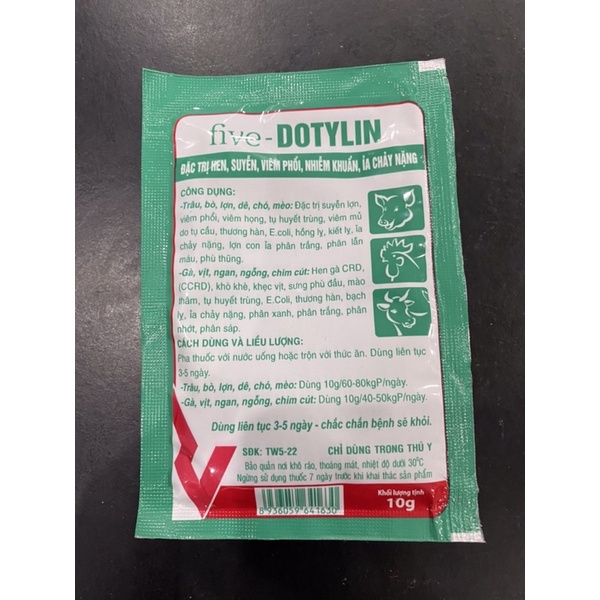 five-DOTYLIN
ĐẶC TRỊ HEN, SUYỄN, VIÊM PHỔI, NHIỄM KHUẨN, ỈA CHẢY NẶNG
CÔNG DỤNG:
-Trâu, bò, lợn, dê, chó, mèo: Đặc trị suyễn lợn,
viêm phổi, viêm họng, tụ huyết trùng, viêm mủ
do tụ cầu, thương hàn, E.coli, hồng lỵ, kiết lỵ, ỉa
chảy nặng, lợn con ỉa phân trắng, phân lẫn
máu, phù thũng.
-Gà, vịt, ngan, ngỗng, chim cút: Hen gà CRD,
(CCRD), khò khè, khẹc vịt, sưng phù đầu, mào
thâm, tụ huyết trùng, E.Coli, thương hàn, bạch
lỵ, ỉa chảy nặng, phân xanh, phân trắng, phân
nhớt, phân sáp.
CÁCH DÙNG VÀ LIỀU LƯỢNG:
Pha thuốc với nước uống hoặc trộn với thức ăn. Dùng liên tục
3-5 ngày.
-Trâu, bò, lợn, dê, chó, mèo: Dùng 10g/60-80kgP/ngày.
-Gà, vịt, ngan, ngỗng, chim cút: Dùng 10g/40-50kgP/ngày.
Dùng liên tục 3-5 ngày - chắc chắn bệnh sẽ khỏi.
SĐK: TW5-22 CHỈ DÙNG TRONG THÚ Y
Bảo quản nơi khô ráo, thoáng mát, nhiệt độ dưới 30°C
Ngừng sử dụng thuốc 7 ngày trước khi khai thác sản phẩm
8 936059 641630
Khối lượng tịnh
10g